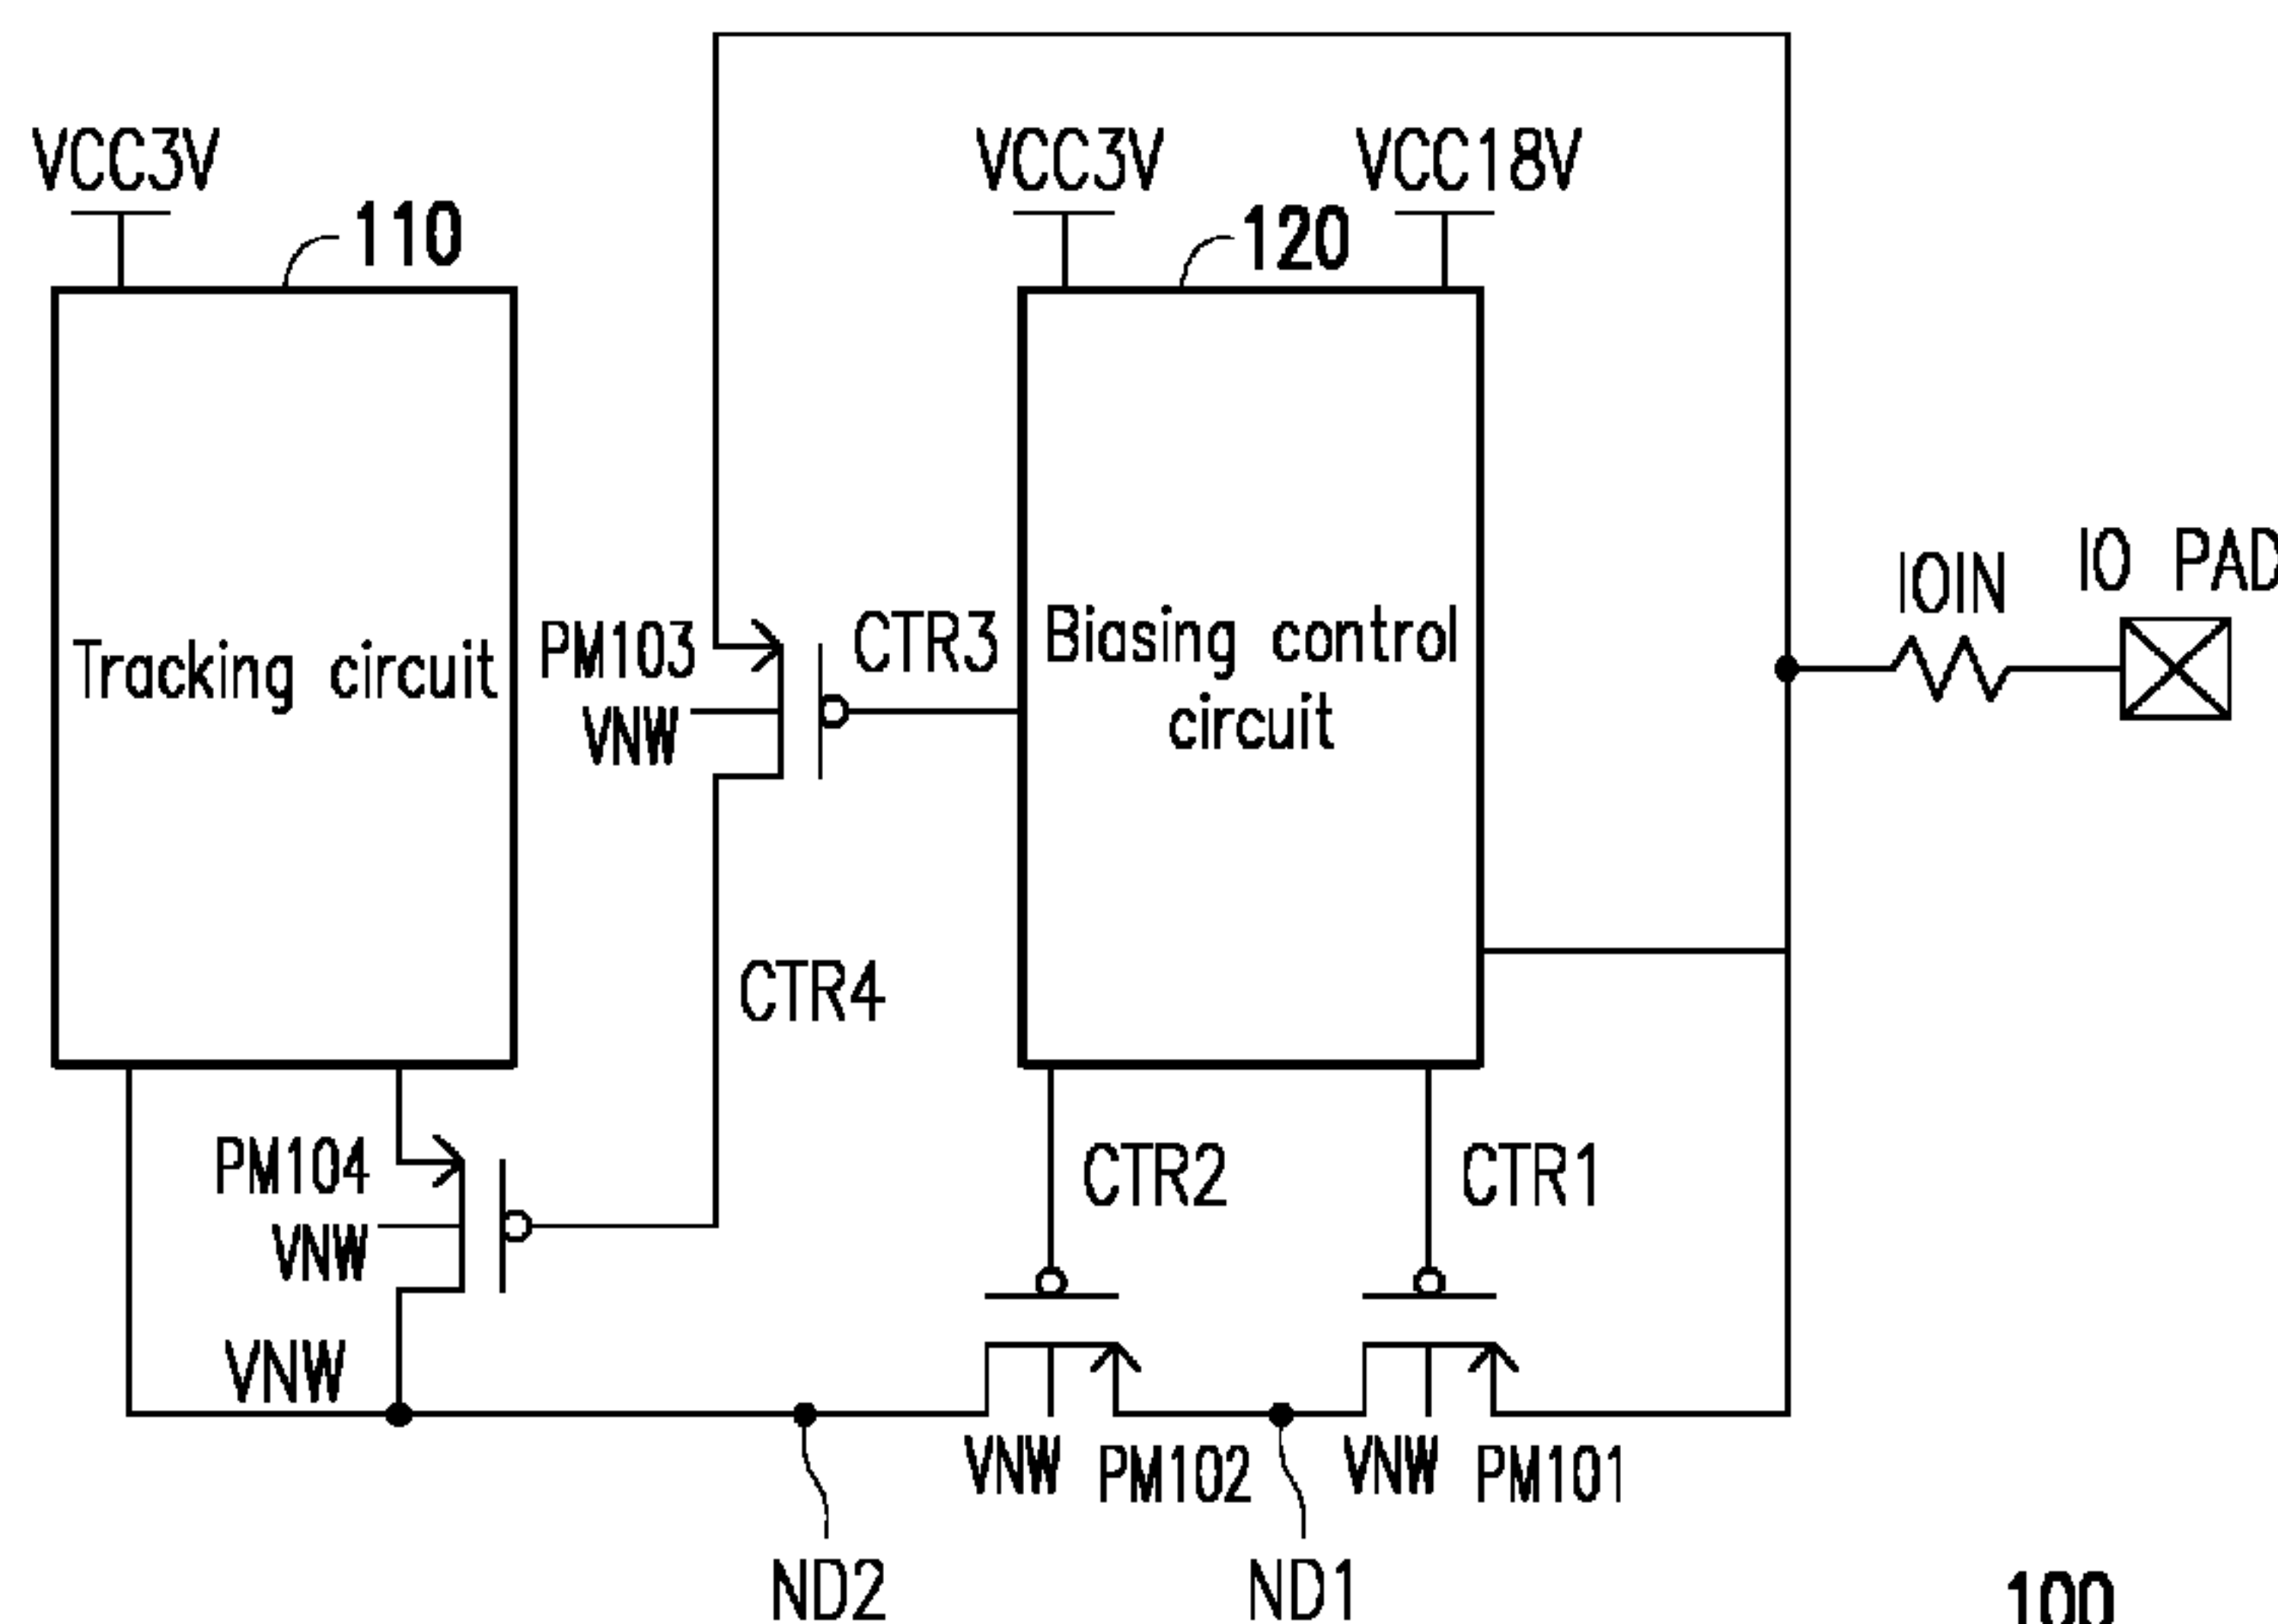 VCC3V
VCC3V
VCC18V
110
120
IOIN
IO PAD
Tracking circuit
PM103
VNW
CTR3
Biasing control
circuit
CTR4
PM104
VNW
CTR2
CTR1
VNW
VNW
PM102
VNW
PM101
ND2
ND1
100